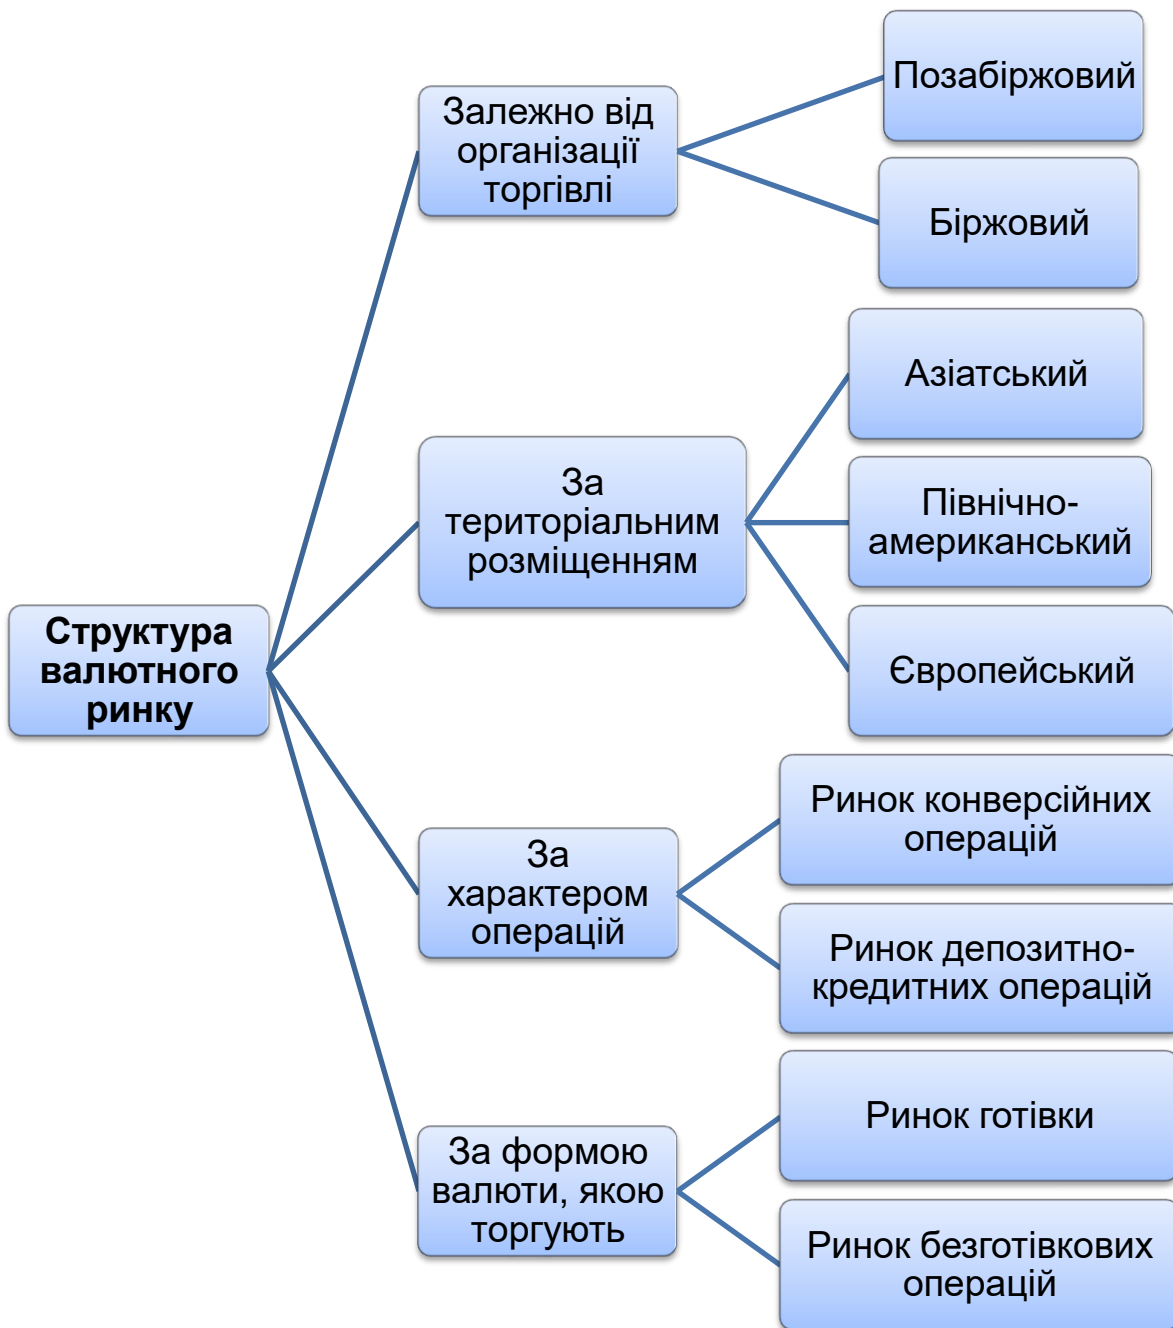 Структура
валютного
ринку
Залежно від
організації
торгівлі
Позабіржовий
Біржовий
За
територіальним
розміщенням
Азіатський
Північно-
американський
Європейський
За
характером
операцій
Ринок конверсійних
операцій
Ринок депозитно-
кредитних операцій
За формою
валюти, якою
торгують
Ринок готівки
Ринок безготівкових
операцій